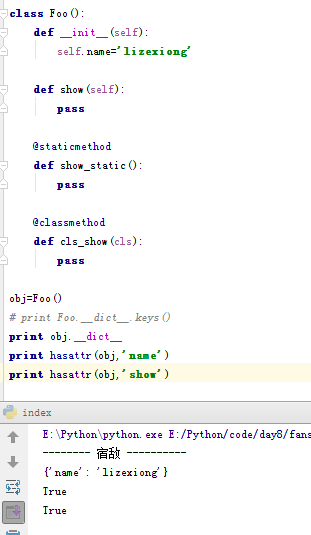 class Foo():
    def __init__(self):
        self.name='lizexiong'

    def show(self):
        pass

    @staticmethod
    def show_static():
        pass

    @classmethod
    def cls_show(cls):
        pass

obj=Foo()
# print Foo.__dict__.keys()
print obj.__dict__
print hasattr(obj,'name')
print hasattr(obj,'show')
index
E:\Python\python.exe E:/Python/code/day8/fans
-------- 宿敌 ----------
{'name': 'lizexiong'}
True
True